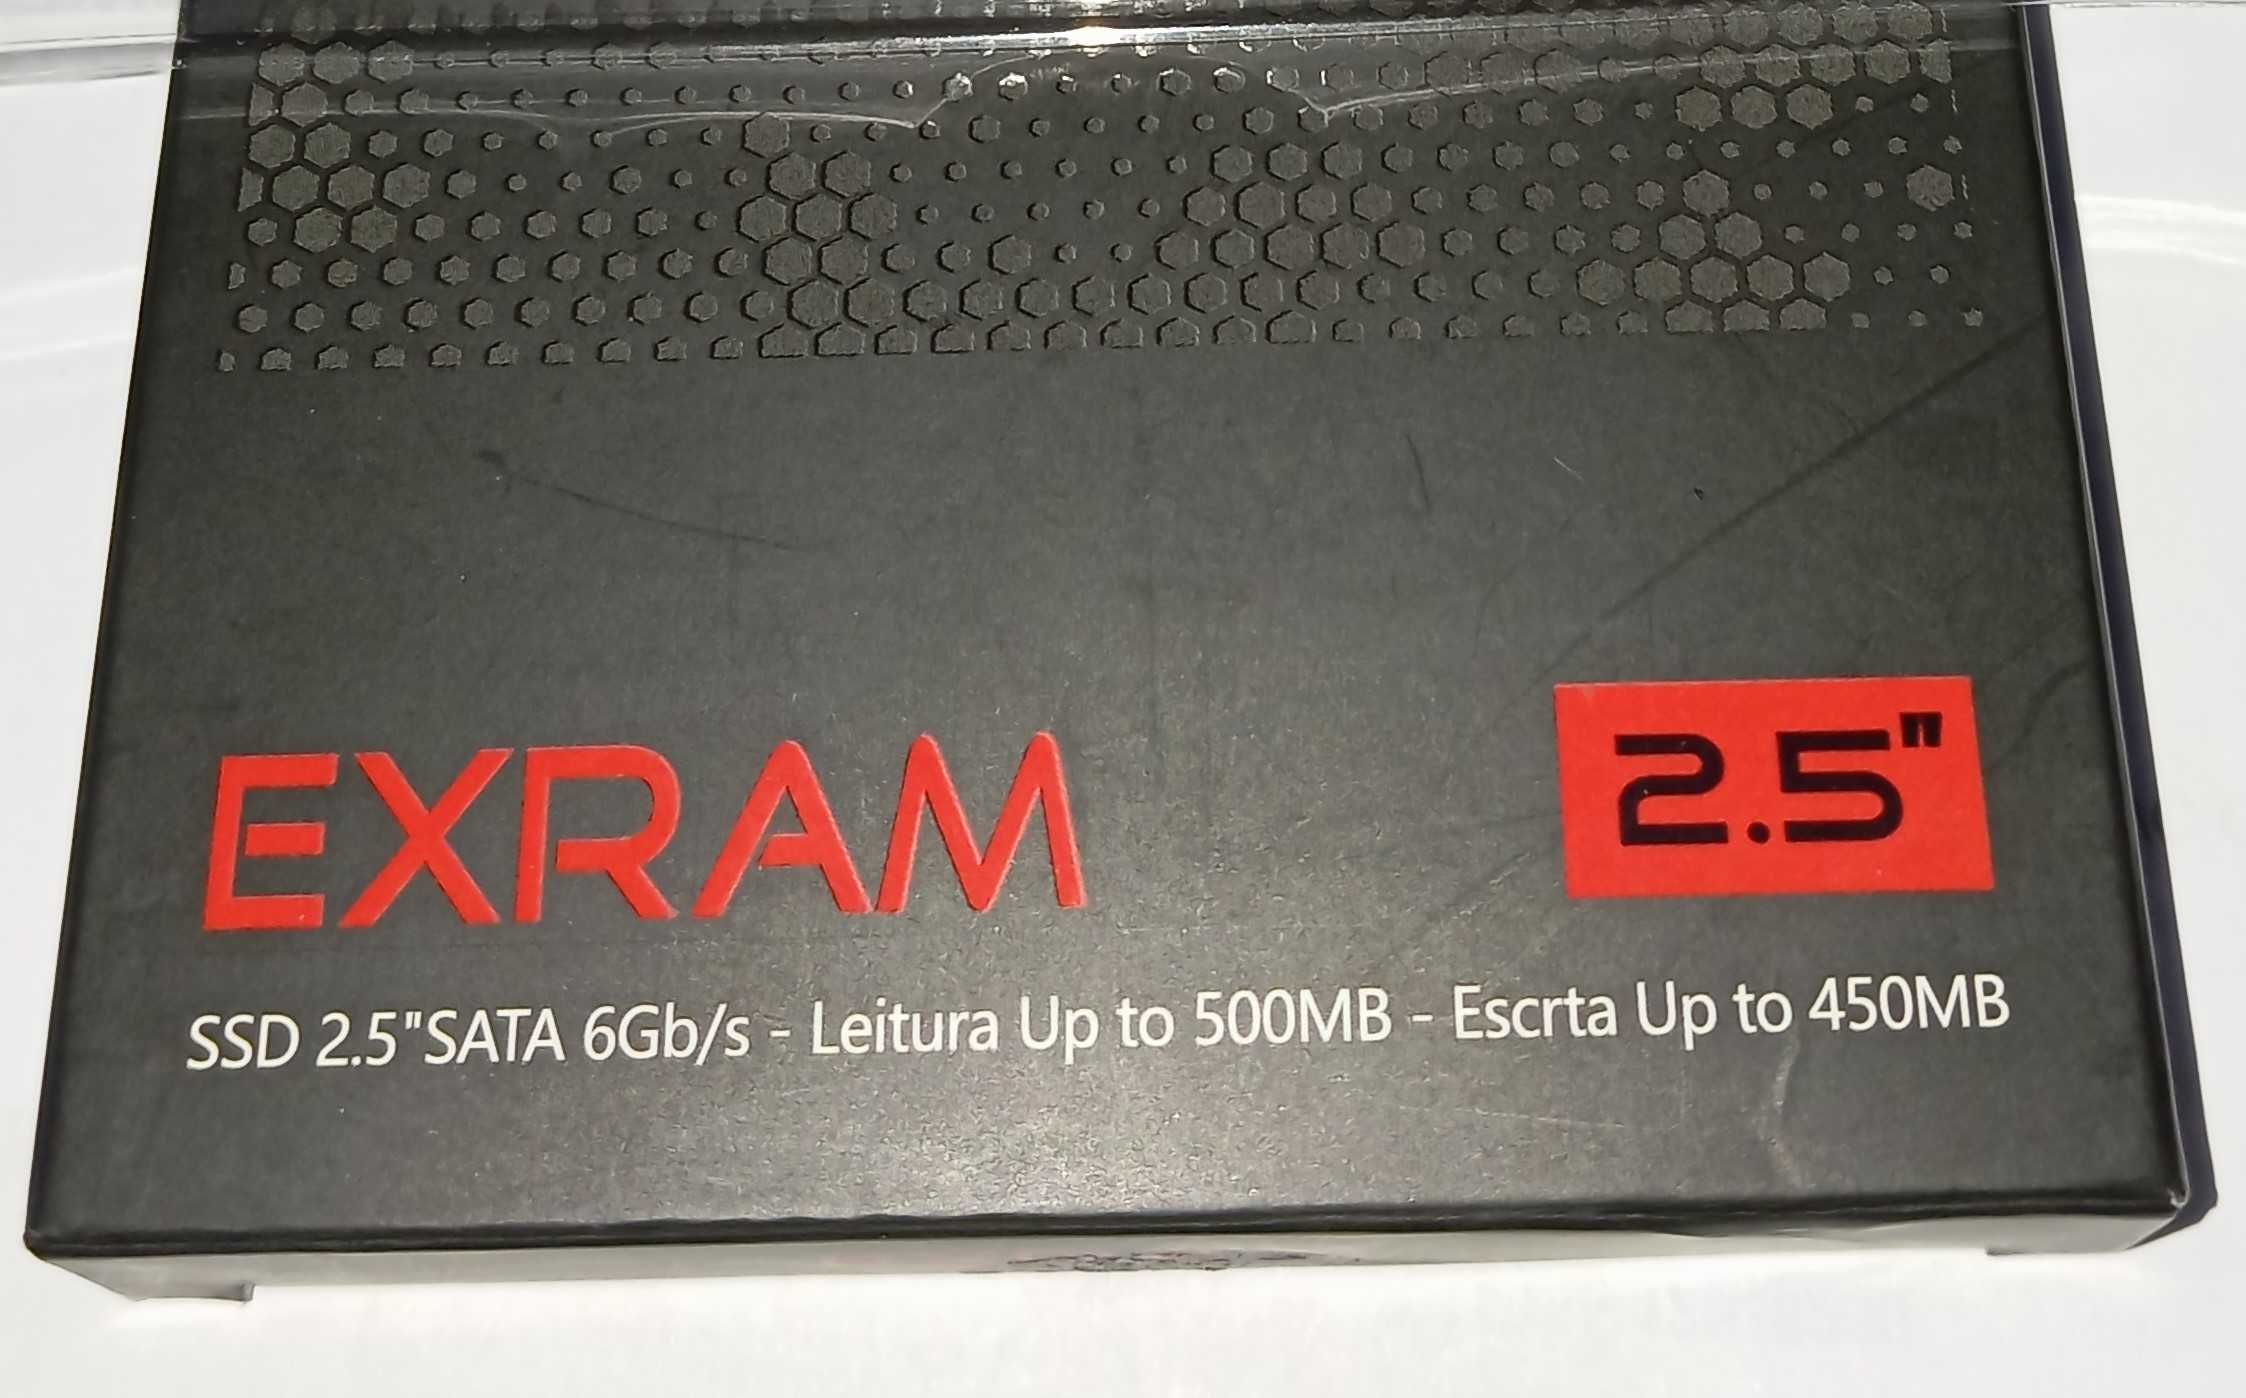 EXRAM
2.5"
SSD 2.5"SATA 6Gb/s - Leitura Up to 500MB - Escrta Up to 450MB